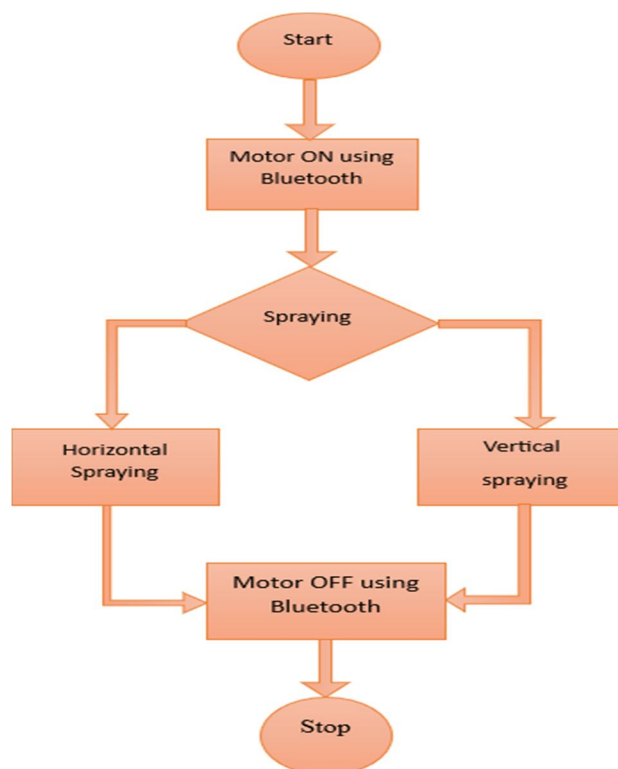 Start
Motor ON using
Bluetooth
Spraying
Horizontal
Spraying
Vertical
spraying
Motor OFF using
Bluetooth
Stop